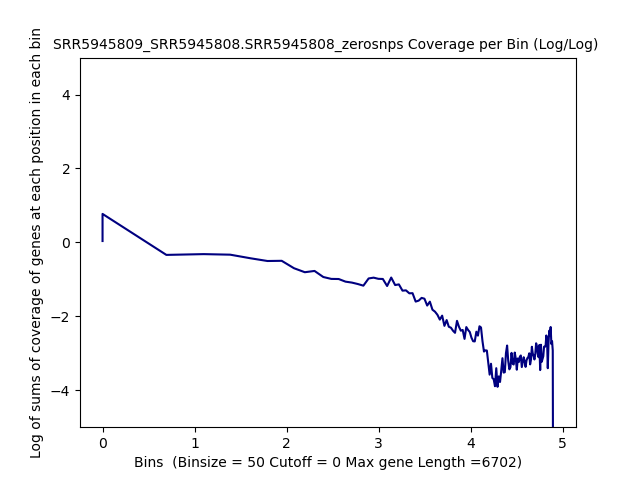 SRR5945809_SRR5945808.SRR5945808_zerosnps Coverage per Bin (Log/Log)
Log of sums of coverage of genes at each position in each bin
4
2
0
−2
−4
0 1 2 3 4 5
Bins  (Binsize = 50 Cutoff = 0 Max gene Length =6702)